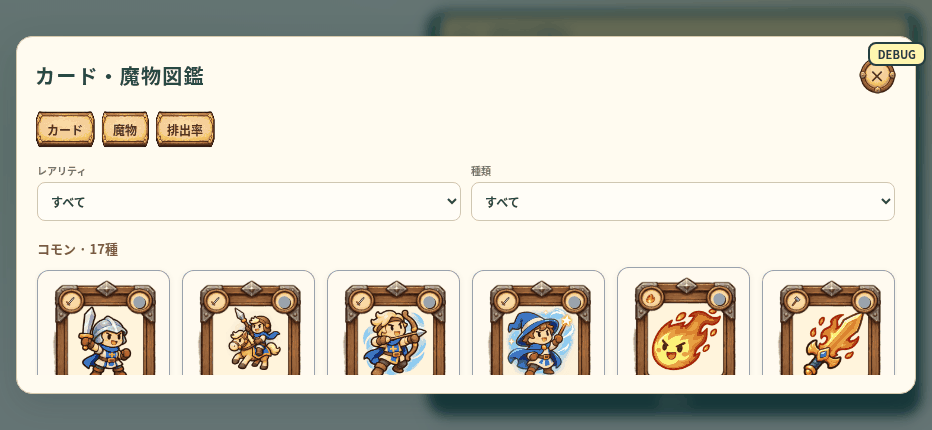 DEBUG
カード・魔物図鑑
カード 魔物 排出率
レアリティ 種類
すべて すべて
コモン・17種